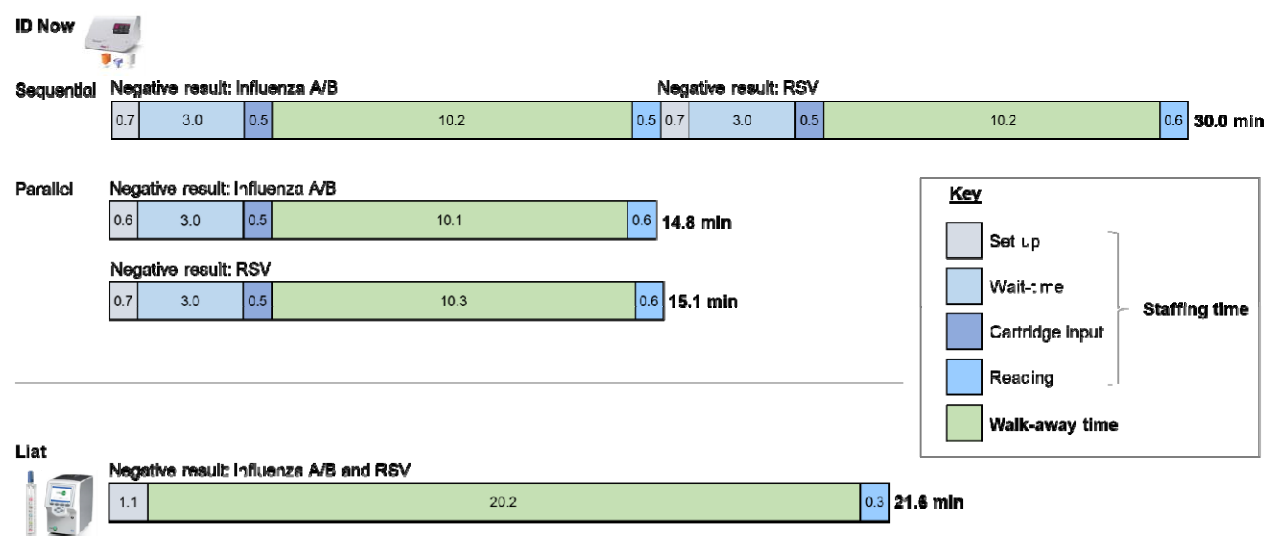 ID Now
Sequential
Negative result: Influenza A/B
Negative result: RSV
0.7 3.0 0.5 10.2 0.5 0.7 3.0 0.5 10.2 0.6 30.0 min
Parallel
Negative result: Influenza A/B
0.6 3.0 0.5 10.1 0.6 14.8 min
Negative result: RSV
0.7 3.0 0.5 10.3 0.6 15.1 min
Key
Set up
Wait-time
Cartridge input
Reading
Staffing time
Walk-away time
Liat
Negative result: Influenza A/B and RSV
1.1 20.2 0.3 21.6 min